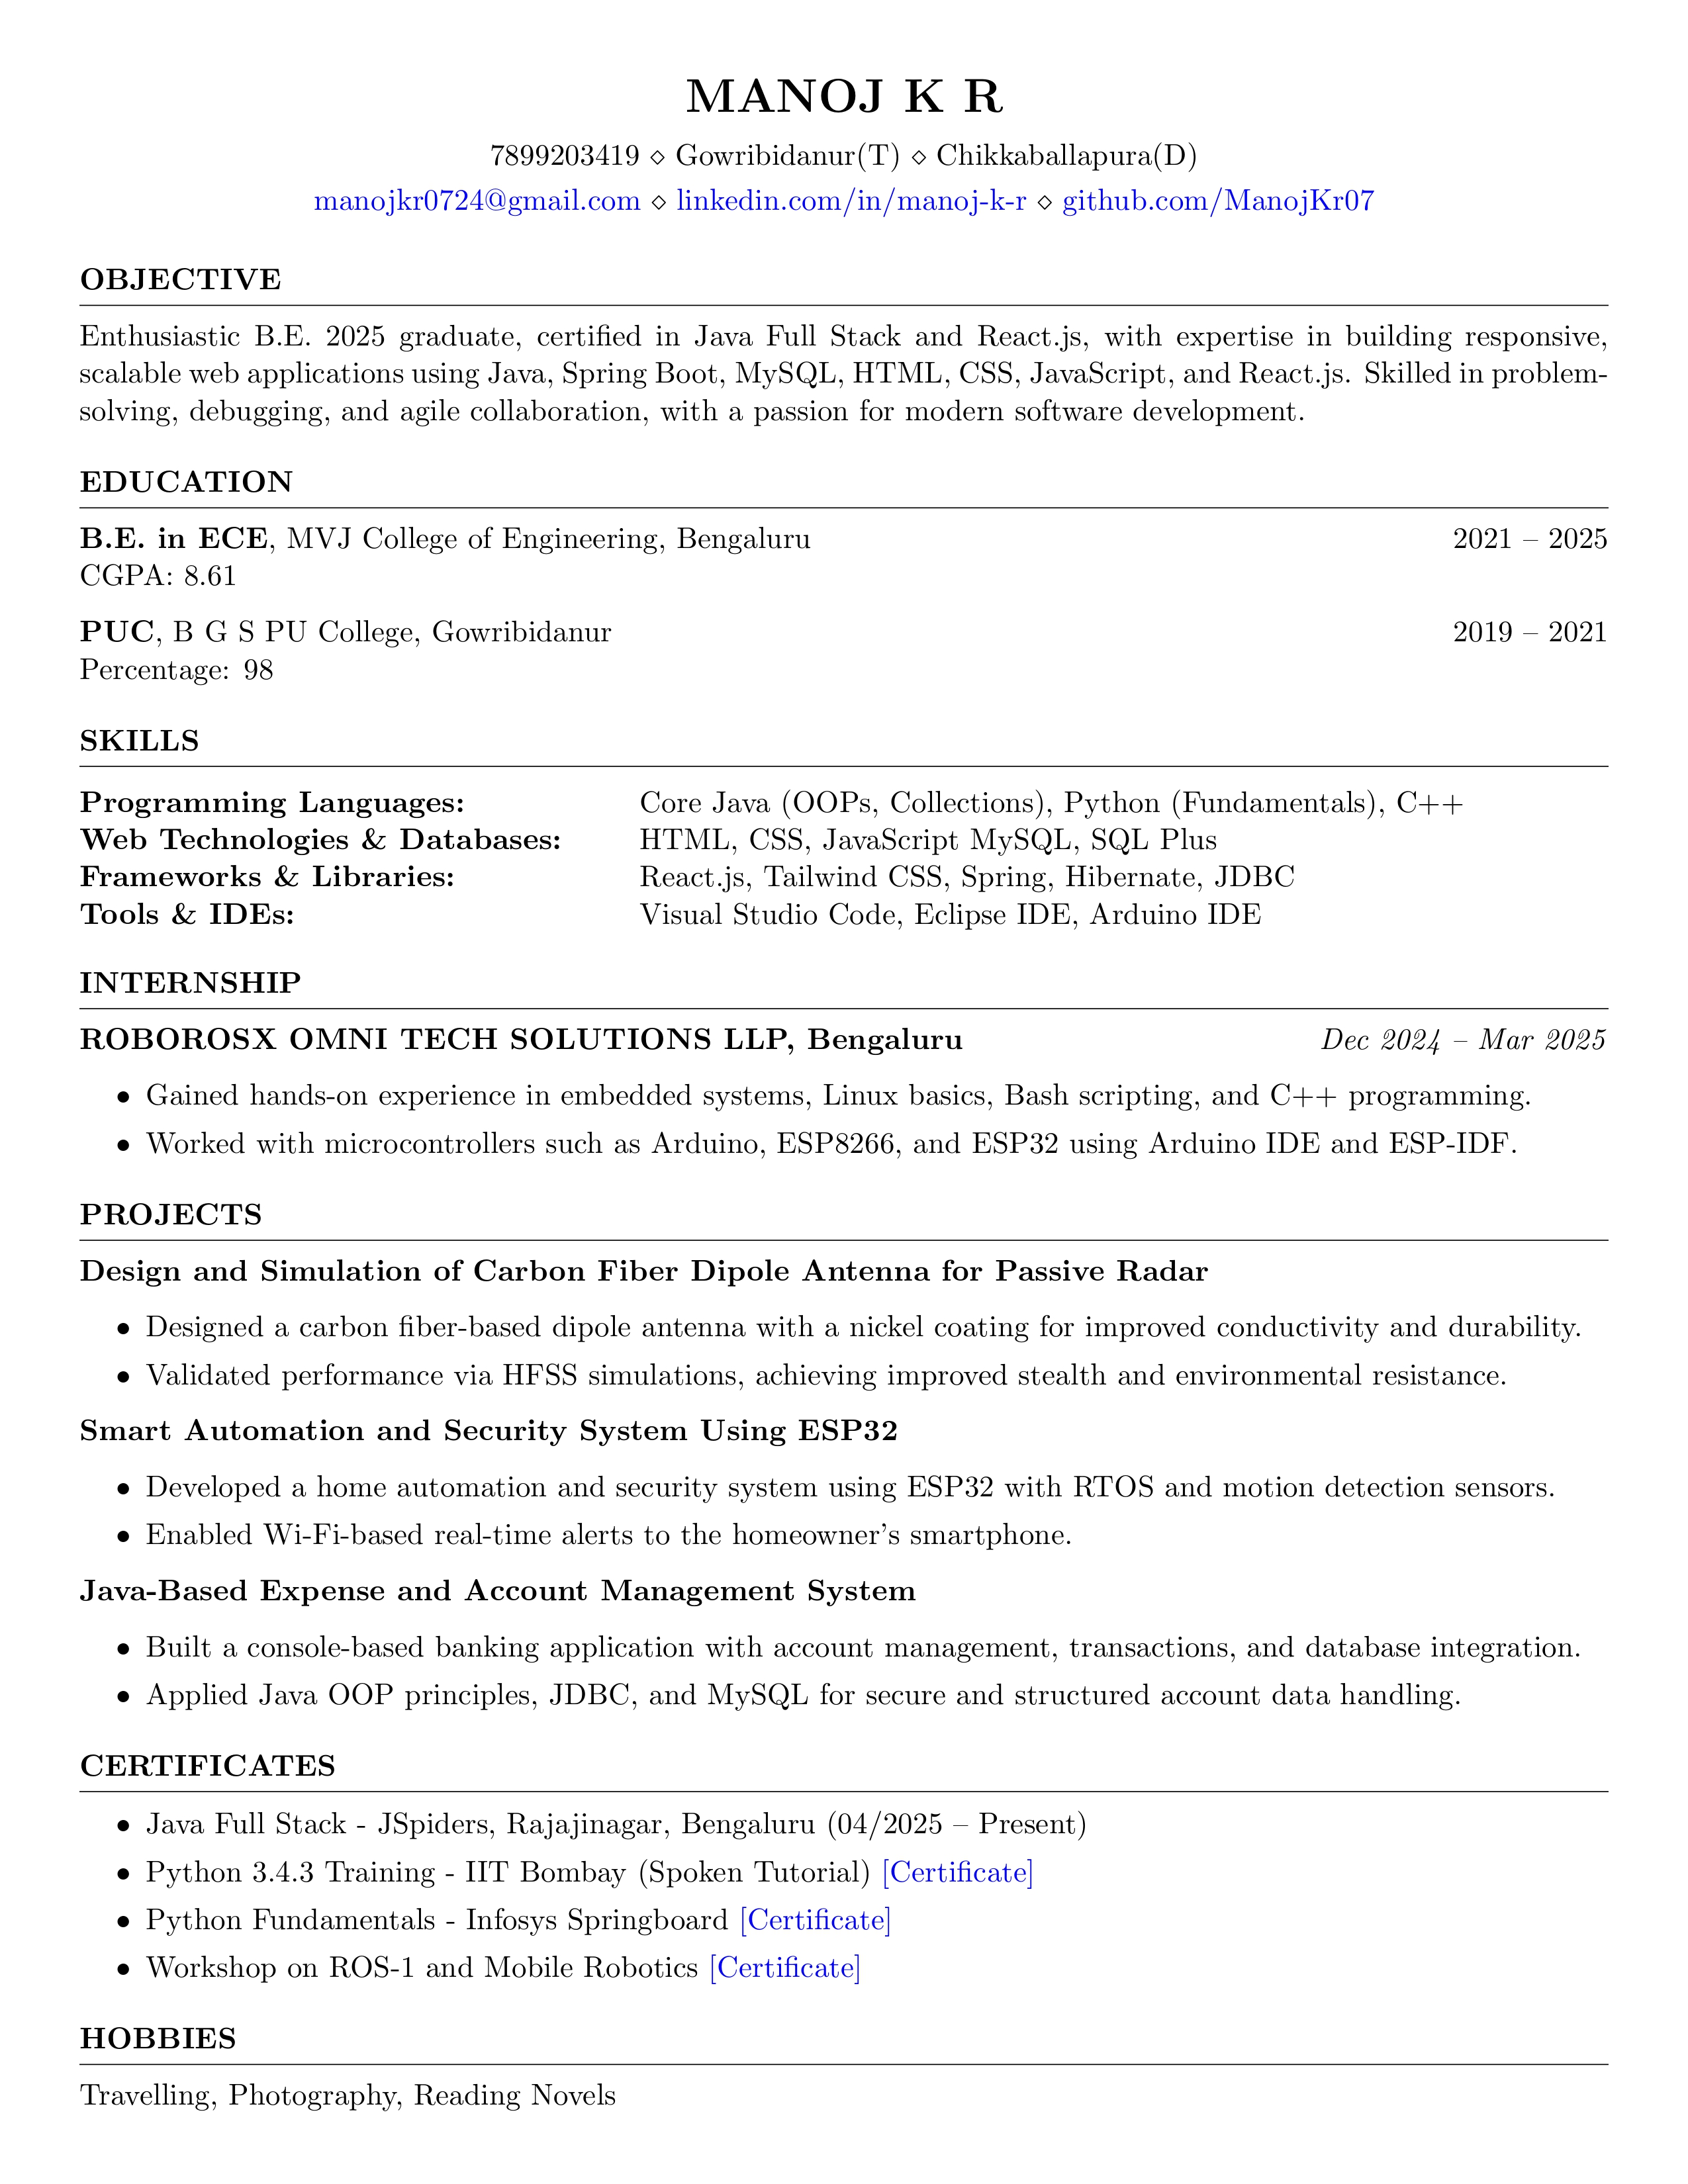 MANOJ K R
7899203419 ⋄ Gowribidanur(T) ⋄ Chikkaballapura(D)
manojkr0724@gmail.com ⋄ linkedin.com/in/manoj-k-r ⋄ github.com/ManojKr07
OBJECTIVE
Enthusiastic B.E. 2025 graduate, certified in Java Full Stack and React.js, with expertise in building responsive,
scalable web applications using Java, Spring Boot, MySQL, HTML, CSS, JavaScript, and React.js. Skilled in problem-
solving, debugging, and agile collaboration, with a passion for modern software development.
EDUCATION
B.E. in ECE, MVJ College of Engineering, Bengaluru 2021 – 2025
CGPA: 8.61
PUC, B G S PU College, Gowribidanur 2019 – 2021
Percentage: 98
SKILLS
Programming Languages: Core Java (OOPs, Collections), Python (Fundamentals), C++
Web Technologies & Databases: HTML, CSS, JavaScript MySQL, SQL Plus
Frameworks & Libraries: React.js, Tailwind CSS, Spring, Hibernate, JDBC
Tools & IDEs: Visual Studio Code, Eclipse IDE, Arduino IDE
INTERNSHIP
ROBOROSX OMNI TECH SOLUTIONS LLP, Bengaluru Dec 2024 – Mar 2025
• Gained hands-on experience in embedded systems, Linux basics, Bash scripting, and C++ programming.
• Worked with microcontrollers such as Arduino, ESP8266, and ESP32 using Arduino IDE and ESP-IDF.
PROJECTS
Design and Simulation of Carbon Fiber Dipole Antenna for Passive Radar
• Designed a carbon fiber-based dipole antenna with a nickel coating for improved conductivity and durability.
• Validated performance via HFSS simulations, achieving improved stealth and environmental resistance.
Smart Automation and Security System Using ESP32
• Developed a home automation and security system using ESP32 with RTOS and motion detection sensors.
• Enabled Wi-Fi-based real-time alerts to the homeowner's smartphone.
Java-Based Expense and Account Management System
• Built a console-based banking application with account management, transactions, and database integration.
• Applied Java OOP principles, JDBC, and MySQL for secure and structured account data handling.
CERTIFICATES
• Java Full Stack - JSpiders, Rajajinagar, Bengaluru (04/2025 – Present)
• Python 3.4.3 Training - IIT Bombay (Spoken Tutorial) [Certificate]
• Python Fundamentals - Infosys Springboard [Certificate]
• Workshop on ROS-1 and Mobile Robotics [Certificate]
HOBBIES
Travelling, Photography, Reading Novels